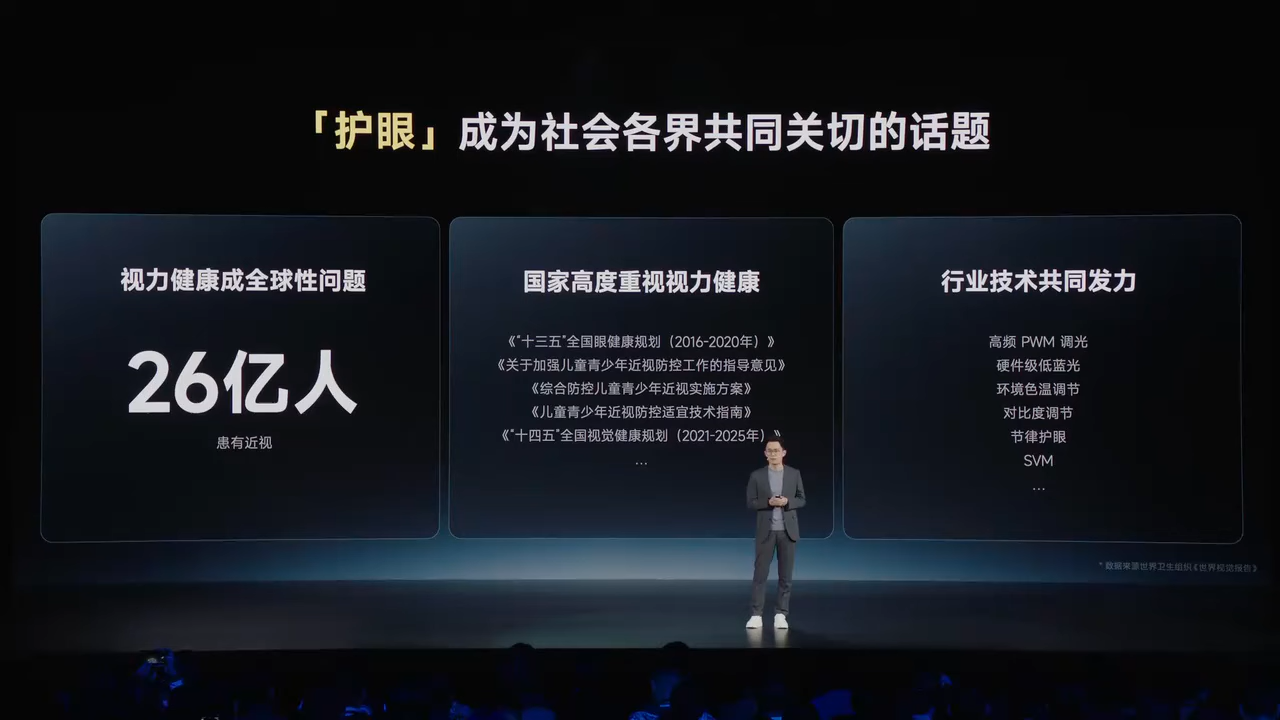 「护眼」成为社会各界共同关切的话题
视力健康成全球性问题
26亿人
患有近视
国家高度重视视力健康
《“十三五”全国眼健康规划（2016-2020年）》
《关于加强儿童青少年近视防控工作的指导意见》
《综合防控儿童青少年近视实施方案》
《儿童青少年近视防控适宜技术指南》
《“十四五”全国视觉健康规划（2021-2025年）》
...
行业技术共同发力
高频 PWM 调光
硬件级低蓝光
环境色温调节
对比度调节
节律护眼
SVM
...
* 数据来源世界卫生组织《世界视觉报告》